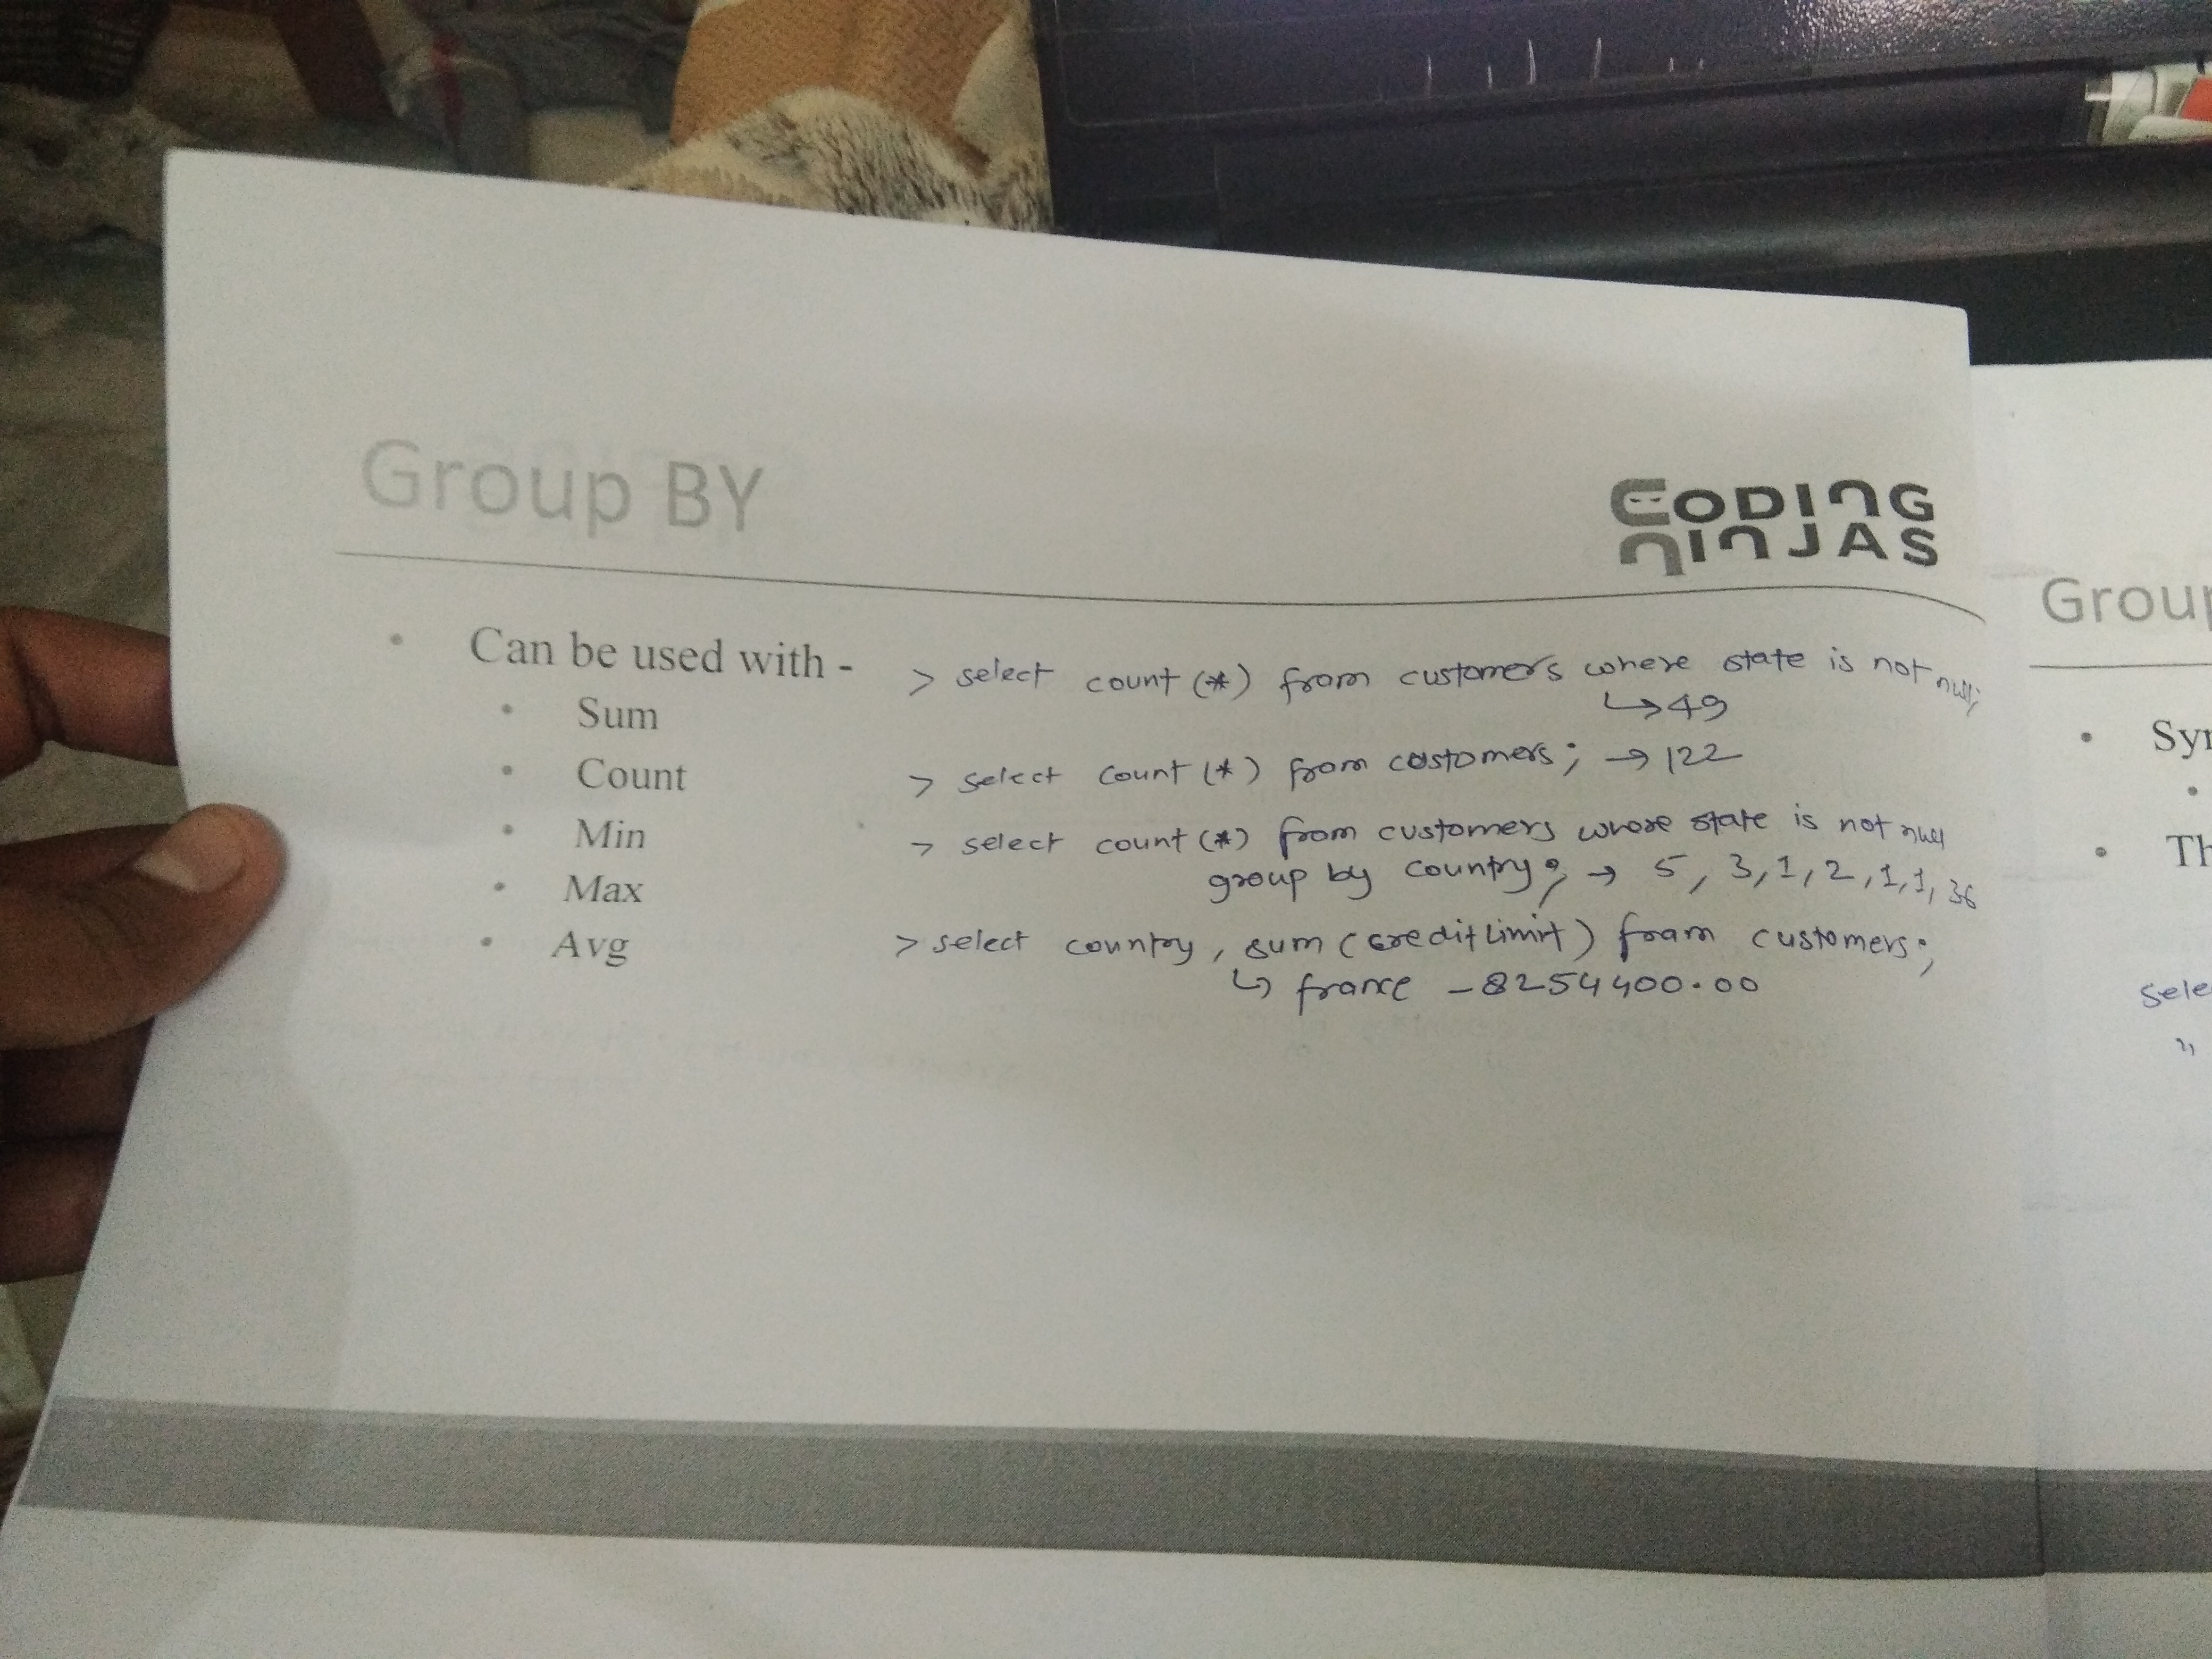 Group BY
CODING
NINJAS
• Can be used with -
• Sum
• Count
• Min
• Max
• Avg
> select count (*) from customers where state is not null;
↳ 49
> select count (*) from customers; → 122
> select count (*) from customers where state is not null
group by country; → 5, 3, 1, 2, 1, 1, 36
> select country, sum (creditLimit) from customers;
↳ france - 8254400.00
Group
• Syn
•
• Th
sele
"